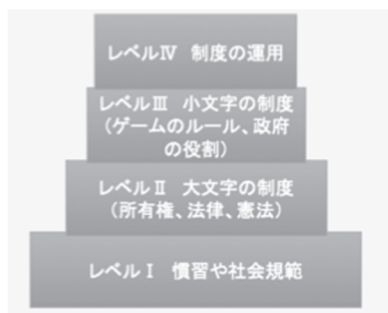 レベルⅣ 制度の運用
レベルⅢ 小文字の制度
(ゲームのルール、政府
の役割)
レベルⅡ 大文字の制度
(所有権、法律、憲法)
レベルⅠ 慣習や社会規範